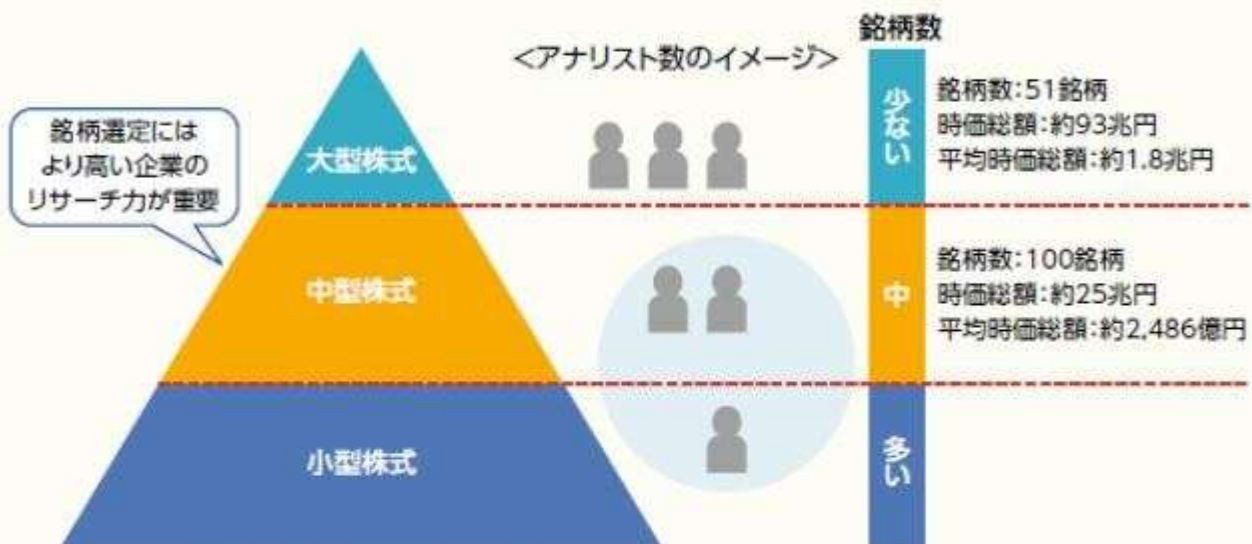 銘柄数
<アナリスト数のイメージ>
銘柄選定には
より高い企業の
リサーチ力が重要
大型株式
少ない
銘柄数:51銘柄
時価総額:約93兆円
平均時価総額:約1.8兆円
中型株式
中
銘柄数:100銘柄
時価総額:約25兆円
平均時価総額:約2,486億円
小型株式
多い